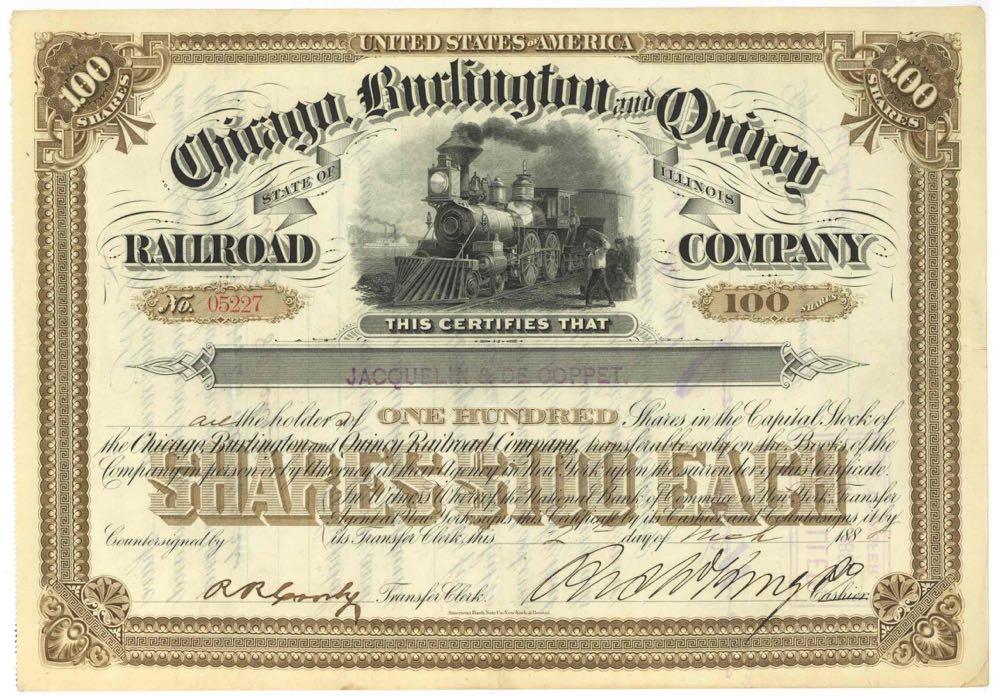 UNITED STATES OF AMERICA
100 SHARES
100 SHARES
Chicago, Burlington and Quincy
STATE OF ILLINOIS
RAILROAD COMPANY
No. 05227
100 SHARES
THIS CERTIFIES THAT
JACQUELIN & DE COPPET,
are the holders of ONE HUNDRED Shares in the Capital Stock of
the Chicago, Burlington and Quincy Railroad Company, transferable only on the Books of the
Company in person or by Attorney at the Agency in New York upon the surrender of this Certificate.
SHARES $100 EACH
In Witness Whereof the National Bank of Commerce in New York, Transfer
Agent at New York signs this Certificate by its Cashier and Countersigns it by
Countersigned by its Transfer Clerk, this day of 188
Transfer Clerk. Cashier.
American Bank Note Co. New York & Boston.